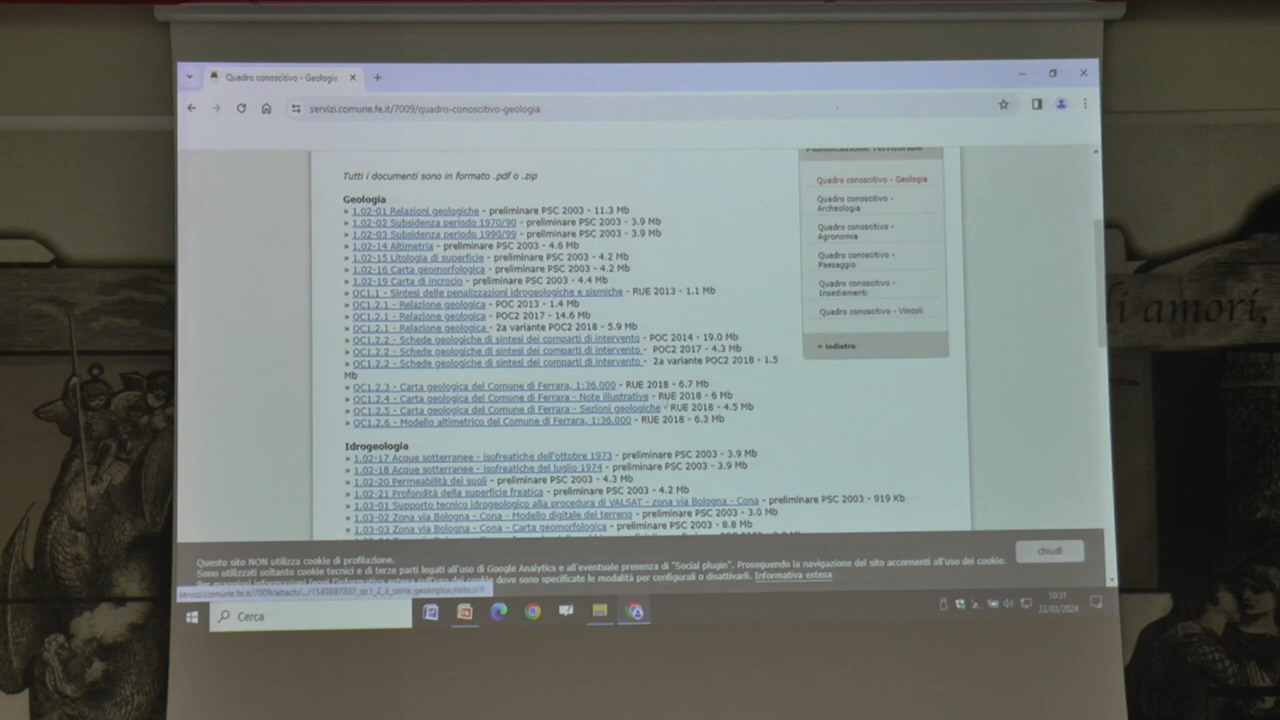 Quadro conoscitivo - Geologia
servizi.comune.fe.it/7009/quadro-conoscitivo-geologia
Tutti i documenti sono in formato .pdf o .zip
Geologia
» 1.02-01 Relazioni geologiche - preliminare PSC 2003 - 11.3 Mb
» 1.02-02 Subsidenza periodo 1970/90 - preliminare PSC 2003 - 3.9 Mb
» 1.02-03 Subsidenza periodo 1990/99 - preliminare PSC 2003 - 3.9 Mb
» 1.02-14 Altimetria - preliminare PSC 2003 - 4.6 Mb
» 1.02-15 Litologia di superficie - preliminare PSC 2003 - 4.2 Mb
» 1.02-16 Carta geomorfologica - preliminare PSC 2003 - 4.2 Mb
» 1.02-19 Carta di incrocio - preliminare PSC 2003 - 4.4 Mb
» QC1.1 - Sintesi delle penalizzazioni idrogeologiche e sismiche - RUE 2013 - 1.1 Mb
» QC1.2.1 - Relazione geologica - POC 2013 - 1.4 Mb
» QC1.2.1 - Relazione geologica - POC2 2017 - 14.6 Mb
» QC1.2.1 - Relazione geologica - 2a variante POC2 2018 - 5.9 Mb
» QC1.2.2 - Schede geologiche di sintesi dei comparti di intervento - POC 2014 - 19.0 Mb
» QC1.2.2 - Schede geologiche di sintesi dei comparti di intervento - POC2 2017 - 4.3 Mb
» QC1.2.2 - Schede geologiche di sintesi dei comparti di intervento - 2a variante POC2 2018 - 1.5
Mb
» QC1.2.3 - Carta geologica del Comune di Ferrara, 1:36.000 - RUE 2018 - 6.7 Mb
» QC1.2.4 - Carta geologica del Comune di Ferrara - Note illustrative - RUE 2018 - 6 Mb
» QC1.2.5 - Carta geologica del Comune di Ferrara - Sezioni geologiche - RUE 2018 - 4.5 Mb
» QC1.2.6 - Modello altimetrico del Comune di Ferrara, 1:36.000 - RUE 2018 - 6.3 Mb
Idrogeologia
» 1.02-17 Acque sotterranee - isofreatiche dell'ottobre 1973 - preliminare PSC 2003 - 3.9 Mb
» 1.02-18 Acque sotterranee - isofreatiche del luglio 1974 - preliminare PSC 2003 - 3.9 Mb
» 1.02-20 Permeabilità dei suoli - preliminare PSC 2003 - 4.3 Mb
» 1.02-21 Profondità della superficie freatica - preliminare PSC 2003 - 4.2 Mb
» 1.03-01 Supporto tecnico idrogeologico alla procedura di VALSAT - zona via Bologna - Cona - preliminare PSC 2003 - 919 Kb
» 1.03-02 Zona via Bologna - Cona - Modello digitale del terreno - preliminare PSC 2003 - 3.0 Mb
» 1.03-03 Zona via Bologna - Cona - Carta geomorfologica - preliminare PSC 2003 - 8.8 Mb
Pianificazione Territoriale
Quadro conoscitivo - Geologia
Quadro conoscitivo -
Archeologia
Quadro conoscitivo -
Agronomia
Quadro conoscitivo -
Paesaggio
Quadro conoscitivo -
Insediamenti
Quadro conoscitivo - Vincoli
« Indietro
li amori,
Questo sito NON utilizza cookie di profilazione.
Sono utilizzati soltanto cookie tecnici e di terze parti legati all'uso di Google Analytics e all'eventuale presenza di "Social plugin". Proseguendo la navigazione del sito acconsenti all'uso dei cookie.
dove sono specificate le modalità per configurarli o disattivarli. Informativa estesa
chiudi
Cerca
10:31
22/03/2024